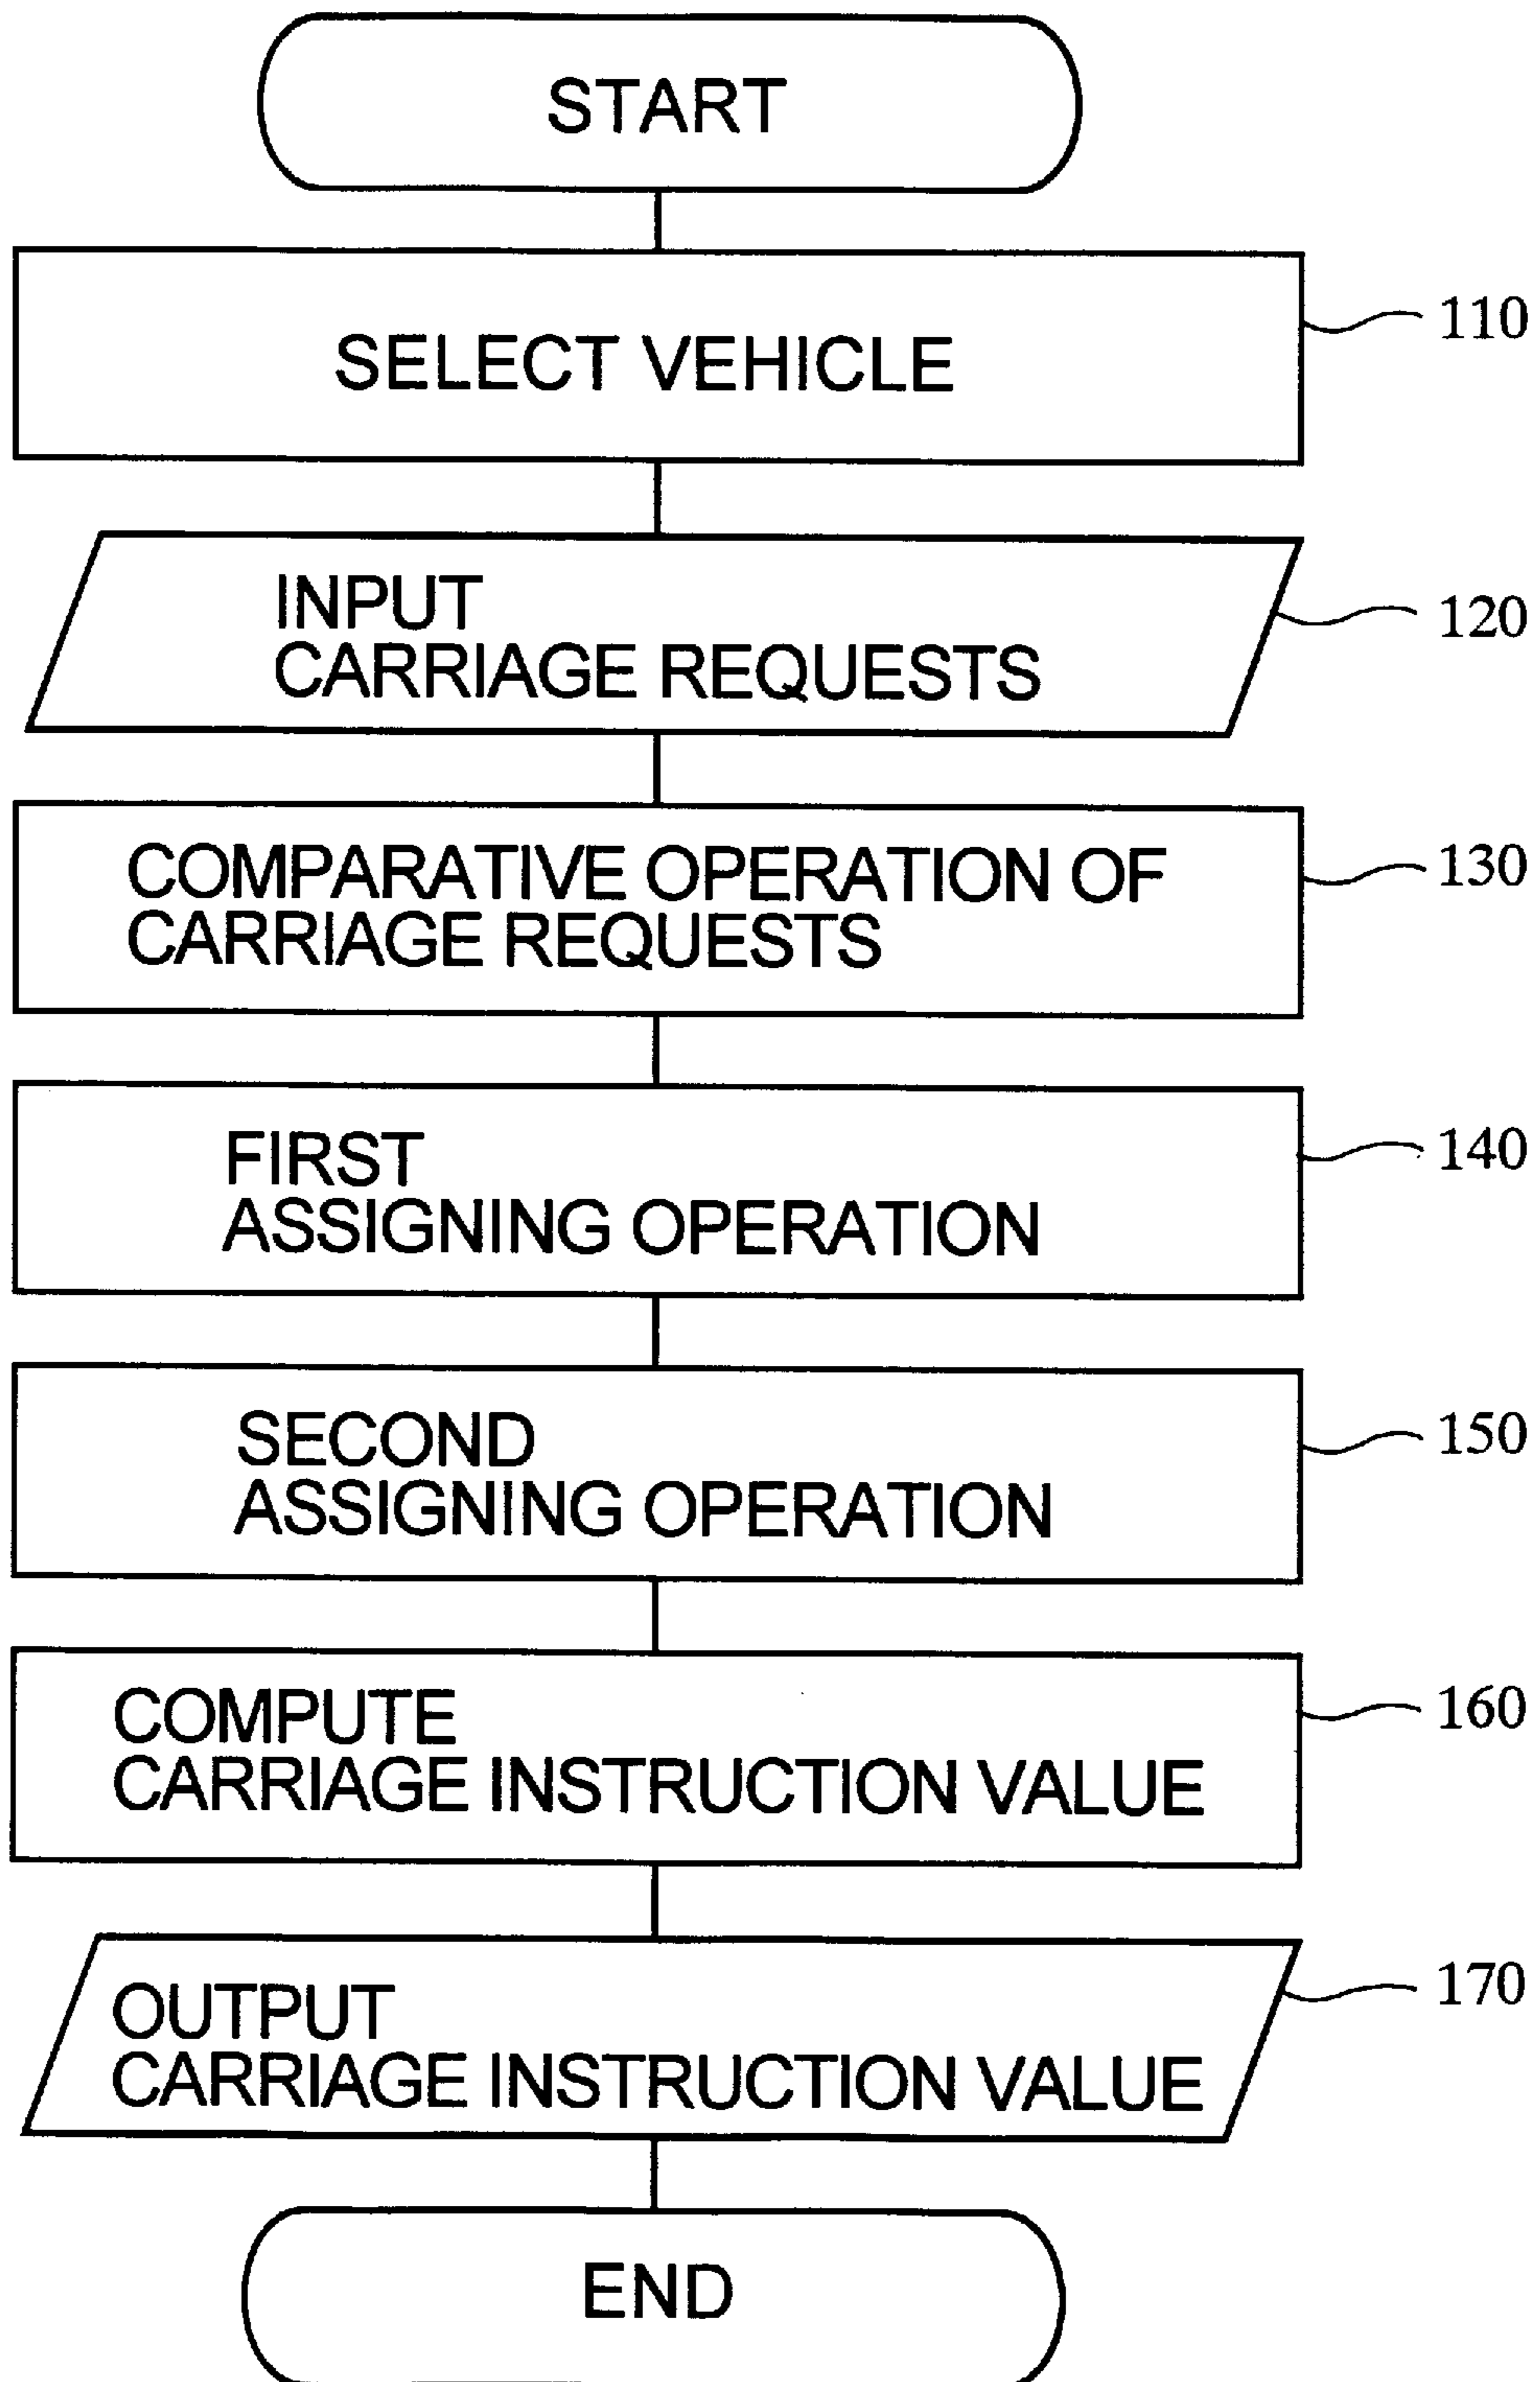 START
SELECT VEHICLE
110
INPUT
CARRIAGE REQUESTS
120
COMPARATIVE OPERATION OF
CARRIAGE REQUESTS
130
FIRST
ASSIGNING OPERATION
140
SECOND
ASSIGNING OPERATION
150
COMPUTE
CARRIAGE INSTRUCTION VALUE
160
OUTPUT
CARRIAGE INSTRUCTION VALUE
170
END